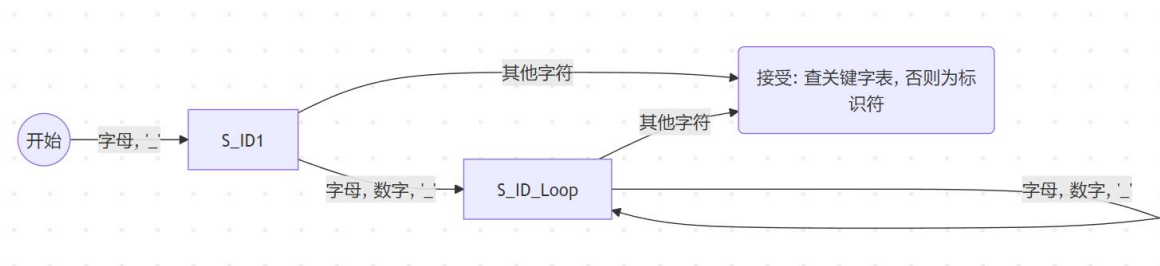 其他字符
接受: 查关键字表, 否则为标
识符
其他字符
开始
字母, '_'
S_ID1
字母, 数字, '_'
S_ID_Loop
字母, 数字, '_'